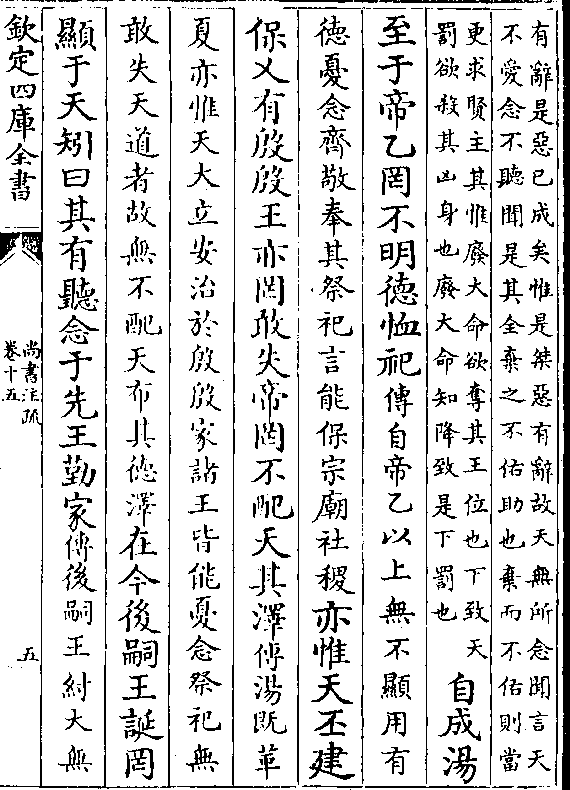 有辭是惡已成矣惟是桀惡有辭故天無所念聞言天
不愛念不聽聞是其全棄之不佑助也棄而不佑則當
更求賢主其惟廢大命欲奪其王位也下致天
罰欲殺其凶身也廢大命知降致是下罰也
自成湯
至于帝乙罔不明德恤祀傳自帝乙以上無不顯用有
德憂念齊敬奉其祭祀言能保宗廟社稷亦惟天丕建
保乂有殷殷王亦罔敢失帝罔不配天其澤傳湯既革
夏亦惟天大立安治於殷殷家諸王皆能憂念祭祀無
敢失天道者故無不配天布其德澤在今後嗣王誕罔
顯于天矧曰其有聽念于先王勤家傳後嗣王紂大無
欽定四庫全書
尚書注疏
卷十五
五